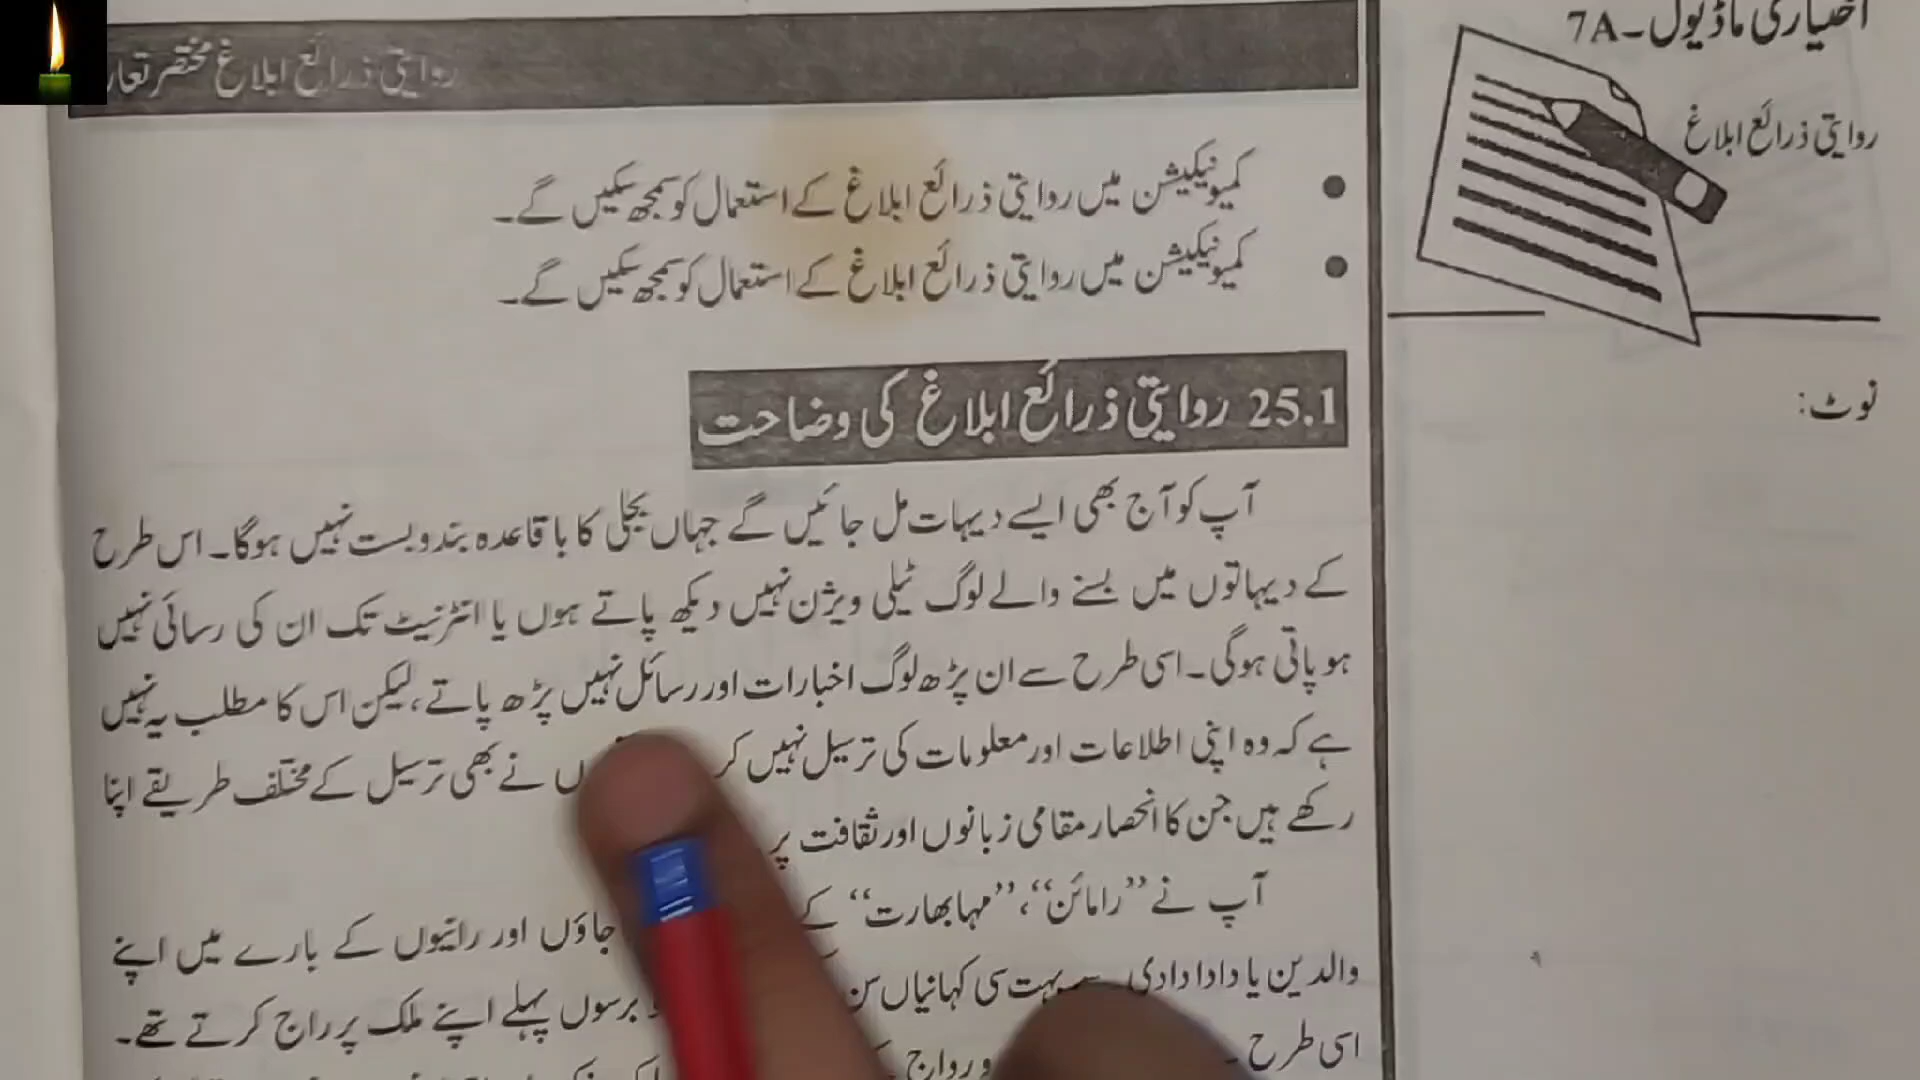 روایتی ذرائع ابلاغ مختصر
اختیاری ماڈیول۔7A
روایتی ذرائع ابلاغ
نوٹ:
کمیونیکیشن میں روایتی ذرائع ابلاغ کے استعمال کو سمجھ سکیں گے۔
کمیونیکیشن میں روایتی ذرائع ابلاغ کے استعمال کو سمجھ سکیں گے۔
25.1 روایتی ذرائع ابلاغ کی وضاحت
آپ کو آج بھی ایسے دیہات مل جائیں گے جہاں بجلی کا باقاعدہ بندوبست نہیں ہوگا۔ اس طرح
کے دیہاتوں میں بسنے والے لوگ ٹیلی ویژن نہیں دیکھ پاتے ہوں یا انٹرنیٹ تک ان کی رسائی نہیں
ہو پاتی ہوگی۔ اسی طرح سے ان پڑھ لوگ اخبارات اور رسائل نہیں پڑھ پاتے، لیکن اس کا مطلب یہ نہیں
ہے کہ وہ اپنی اطلاعات اور معلومات کی ترسیل نہیں کر نے بھی ترسیل کے مختلف طریقے اپنا
رکھے ہیں جن کا انحصار مقامی زبانوں اور ثقافت پر
آپ نے ”رامائن“، ”مہابھارت“ کے جاؤں اور رانیوں کے بارے میں اپنے
والدین یا دادا دادی سے بہت سی کہانیاں سن برسوں پہلے اپنے ملک پر راج کرتے تھے۔
اسی طرح و رواج